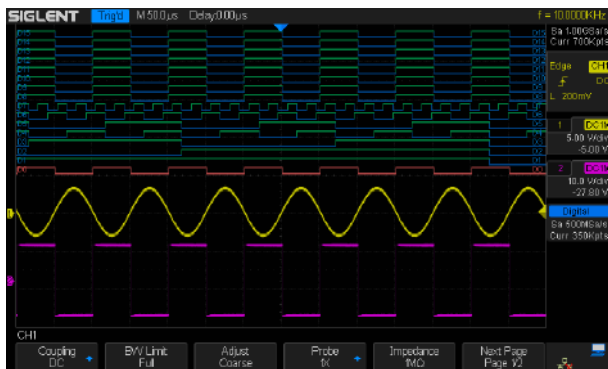 SIGLENT Trig'd M 50.0µs Delay:0.00µs f = 10.0000KHz
Sa 1.00GSa/s
Curr 700Kpts
Edge CH1
DC
L 200mV
1 DC1M
5.00 V/div
-5.00 V
2 DC1M
10.0 V/div
-27.80 V
Digital
Sa 500MSa/s
Curr 350Kpts
D0
CH1
Coupling
DC
BW Limit
Full
Adjust
Coarse
Probe
1X
Impedance
1MΩ
Next Page
Page 1/2